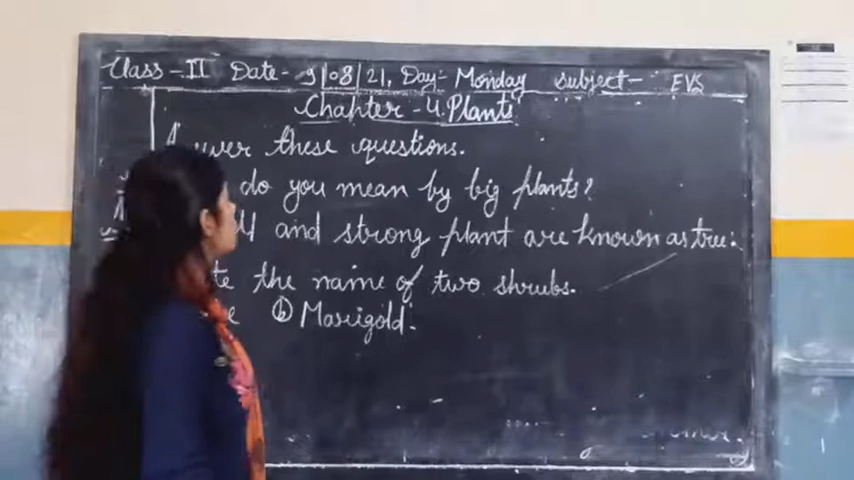 Class - II Date - 9|08|21, Day:- Monday subject:- EVS
Chapter - 4 Plants
these questions.
do you mean by big plants?
and strong plant are known as tree.
the name of two shrubs.
(b) Marigold.